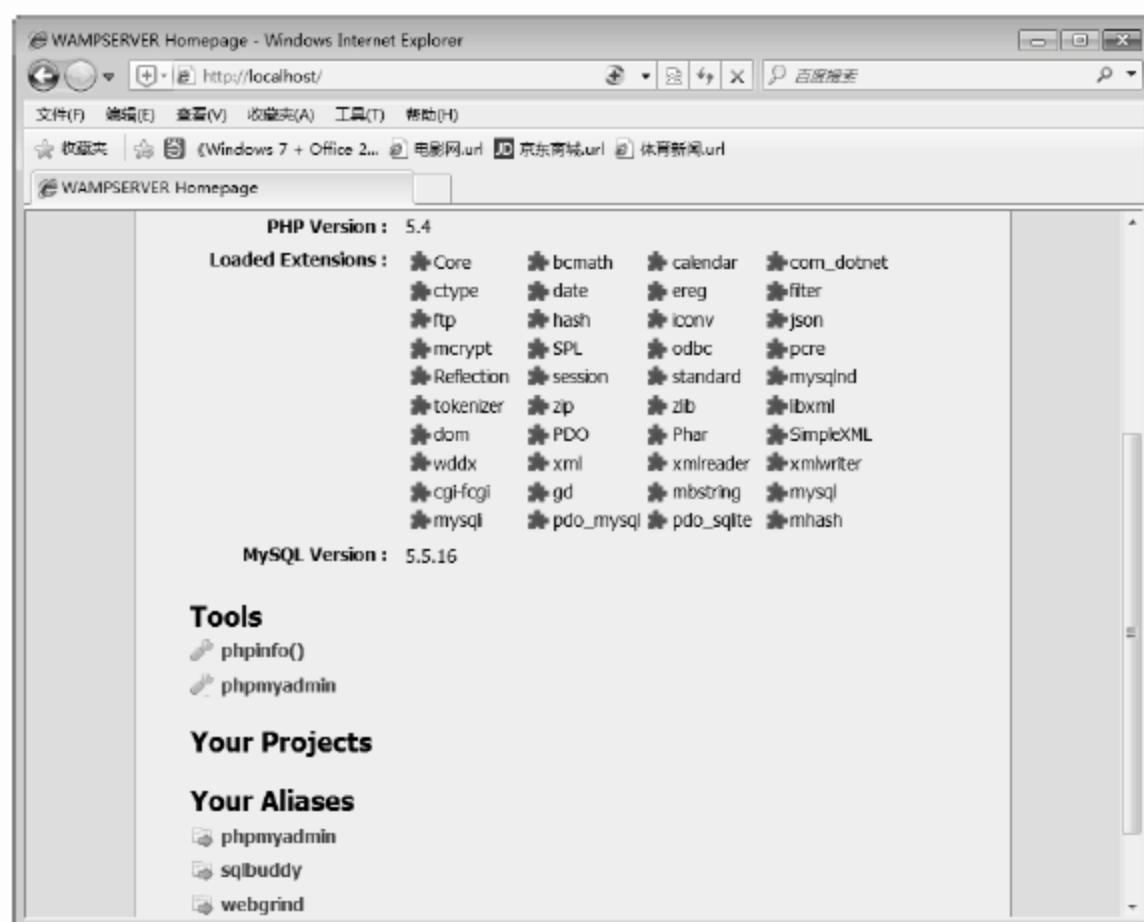 WAMPSERVER Homepage - Windows Internet Explorer
http://localhost/
百度搜索
文件(F) 编辑(E) 查看(V) 收藏夹(A) 工具(T) 帮助(H)
收藏夹 《Windows 7 + Office 2... 电影网.url JD 京东商城.url 体育新闻.url
WAMPSERVER Homepage
PHP Version : 5.4
Loaded Extensions : Core bcmath calendar com_dotnet
ctype date ereg filter
ftp hash iconv json
mcrypt SPL odbc pcre
Reflection session standard mysqlnd
tokenizer zip zlib libxml
dom PDO Phar SimpleXML
wddx xml xmlreader xmlwriter
cgi-fcgi gd mbstring mysql
mysqli pdo_mysql pdo_sqlite mhash
MySQL Version : 5.5.16
Tools
phpinfo()
phpmyadmin
Your Projects
Your Aliases
phpmyadmin
sqlbuddy
webgrind